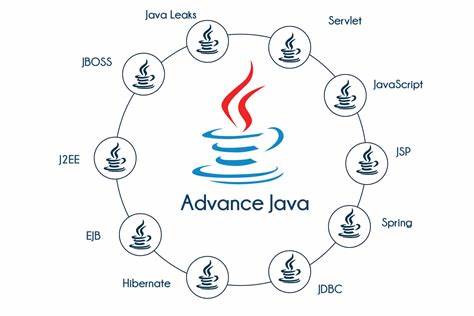 Java Leaks
Servlet
JBOSS
JavaScript
J2EE
JSP
Advance Java
EJB
Spring
Hibernate
JDBC